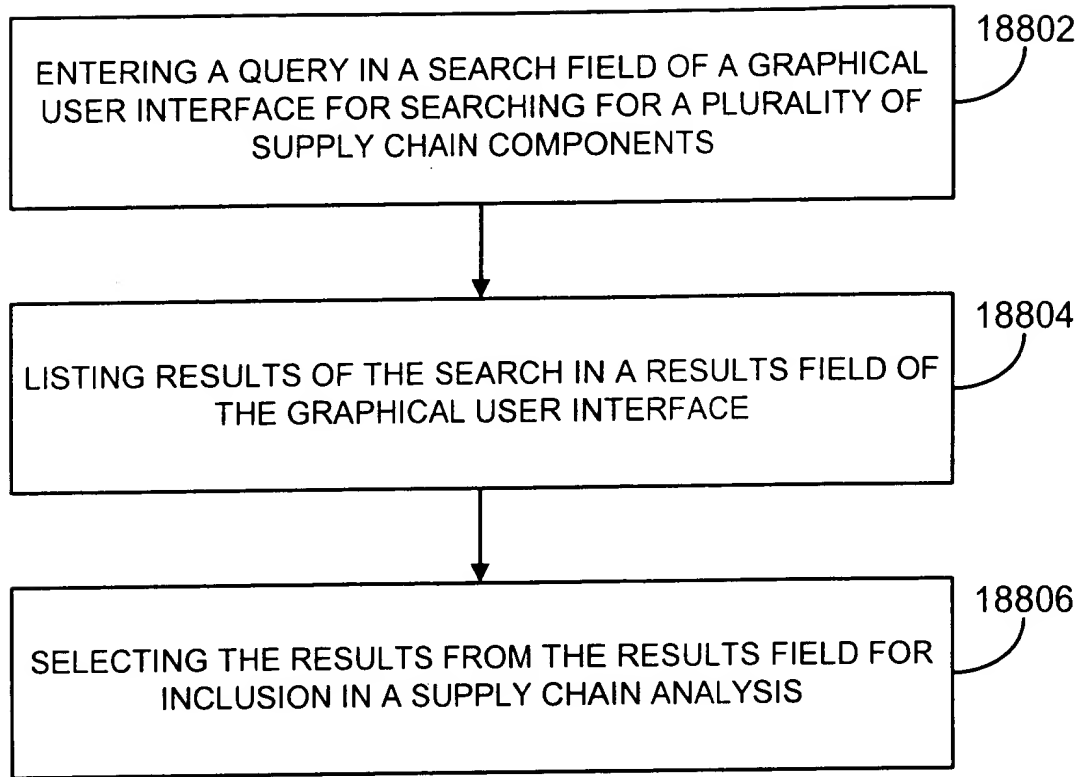 18802
ENTERING A QUERY IN A SEARCH FIELD OF A GRAPHICAL
USER INTERFACE FOR SEARCHING FOR A PLURALITY OF
SUPPLY CHAIN COMPONENTS
18804
LISTING RESULTS OF THE SEARCH IN A RESULTS FIELD OF
THE GRAPHICAL USER INTERFACE
18806
SELECTING THE RESULTS FROM THE RESULTS FIELD FOR
INCLUSION IN A SUPPLY CHAIN ANALYSIS